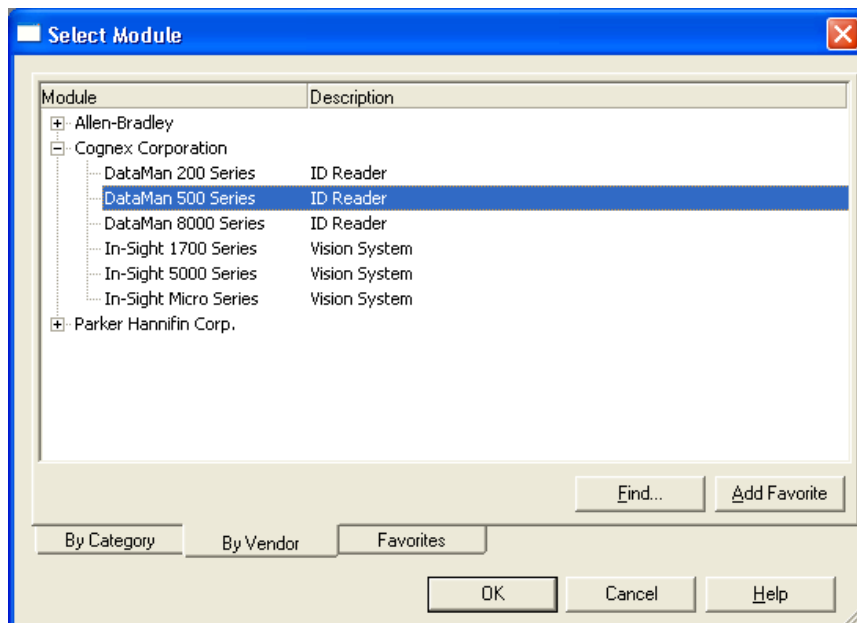 Select Module
Module Description
Allen-Bradley
Cognex Corporation
DataMan 200 Series ID Reader
DataMan 500 Series ID Reader
DataMan 8000 Series ID Reader
In-Sight 1700 Series Vision System
In-Sight 5000 Series Vision System
In-Sight Micro Series Vision System
Parker Hannifin Corp.
Find... Add Favorite
By Category By Vendor Favorites
OK Cancel Help